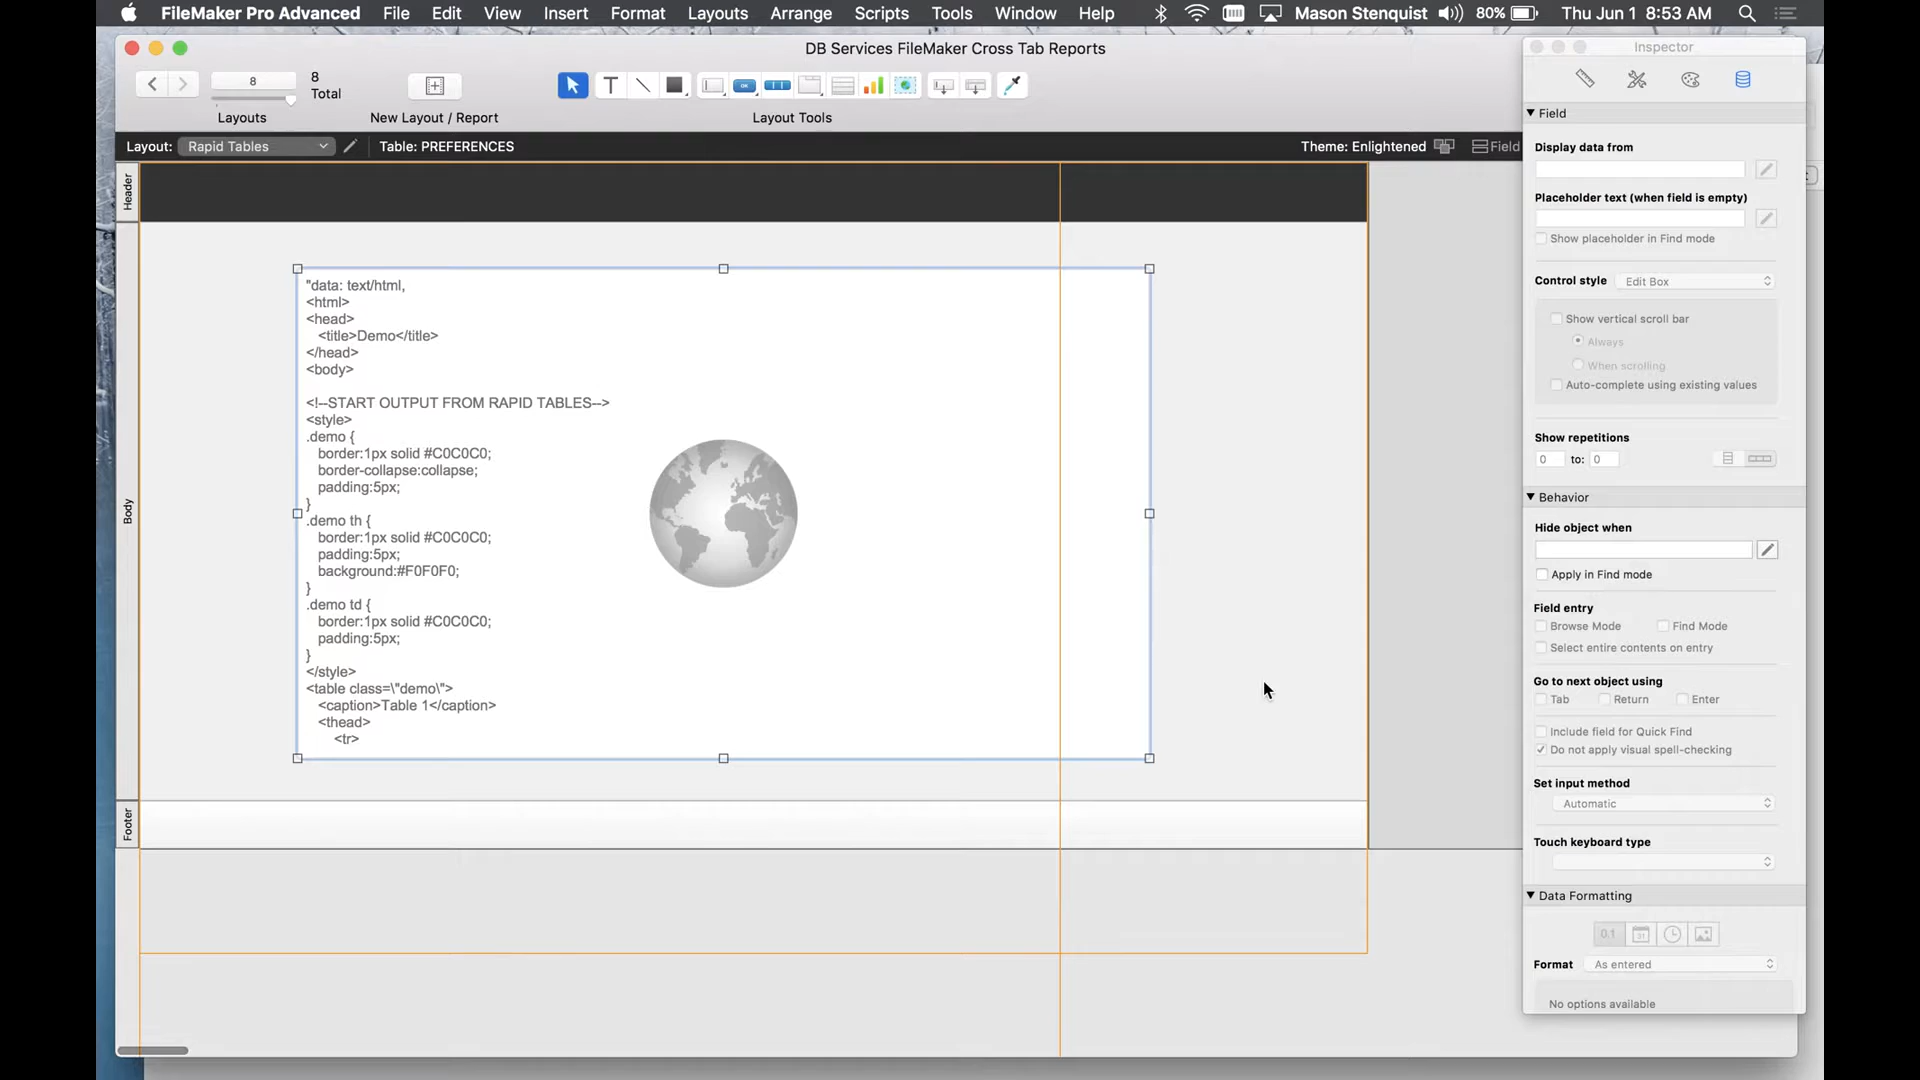 FileMaker Pro Advanced File Edit View Insert Format Layouts Arrange Scripts Tools Window Help Mason Stenquist 80% Thu Jun 1 8:53 AM
DB Services FileMaker Cross Tab Reports
Inspector
8
8
Total
Layouts
New Layout / Report
Layout Tools
T
Layout: Rapid Tables
Table: PREFERENCES
Theme: Enlightened
Field
Header
Body
Footer
"data: text/html,
<html>
<head>
<title>Demo</title>
</head>
<body>
<!--START OUTPUT FROM RAPID TABLES-->
<style>
.demo {
border:1px solid #C0C0C0;
border-collapse:collapse;
padding:5px;
}
.demo th {
border:1px solid #C0C0C0;
padding:5px;
background:#F0F0F0;
}
.demo td {
border:1px solid #C0C0C0;
padding:5px;
}
</style>
<table class=\"demo\">
<caption>Table 1</caption>
<thead>
<tr>
Field
Display data from
Placeholder text (when field is empty)
Show placeholder in Find mode
Control style Edit Box
Show vertical scroll bar
Always
When scrolling
Auto-complete using existing values
Show repetitions
0 to: 0
Behavior
Hide object when
Apply in Find mode
Field entry
Browse Mode Find Mode
Select entire contents on entry
Go to next object using
Tab Return Enter
Include field for Quick Find
Do not apply visual spell-checking
Set input method
Automatic
Touch keyboard type
Data Formatting
0.1
Format As entered
No options available